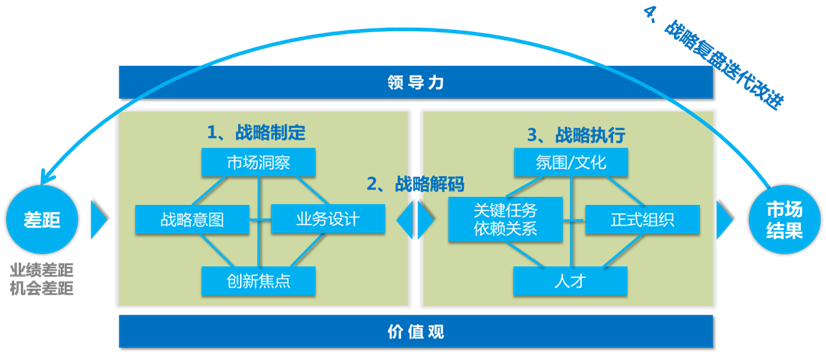 4、战略复盘迭代改进
领导力
1、战略制定
3、战略执行
市场洞察
氛围/文化
2、战略解码
差距
战略意图
业务设计
关键任务
依赖关系
正式组织
市场
结果
业绩差距
机会差距
创新焦点
人才
价值观